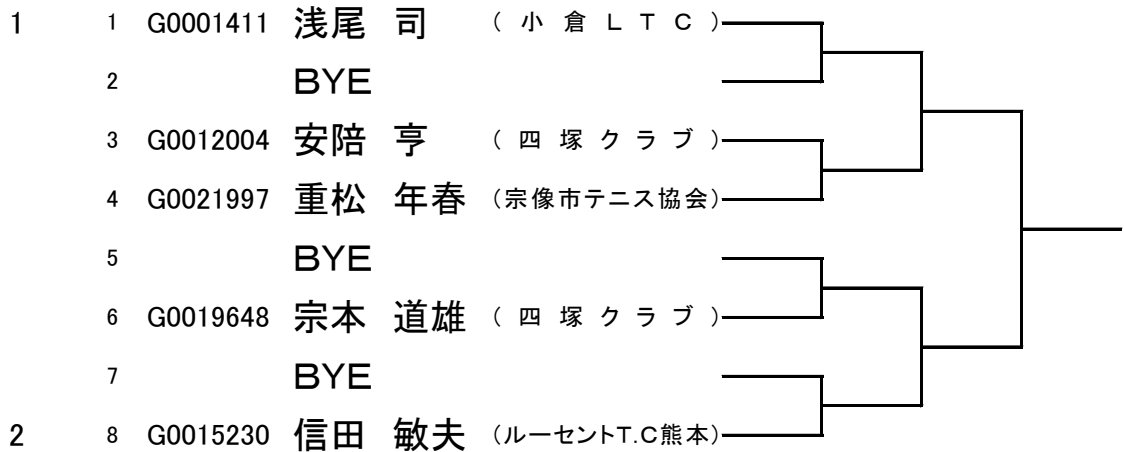 1 1 G0001411 浅尾 司 (小倉LTC)
2 BYE
3 G0012004 安陪 亨 (四塚クラブ)
4 G0021997 重松 年春 (宗像市テニス協会)
5 BYE
6 G0019648 宗本 道雄 (四塚クラブ)
7 BYE
2 8 G0015230 信田 敏夫 (ルーセントT.C熊本)